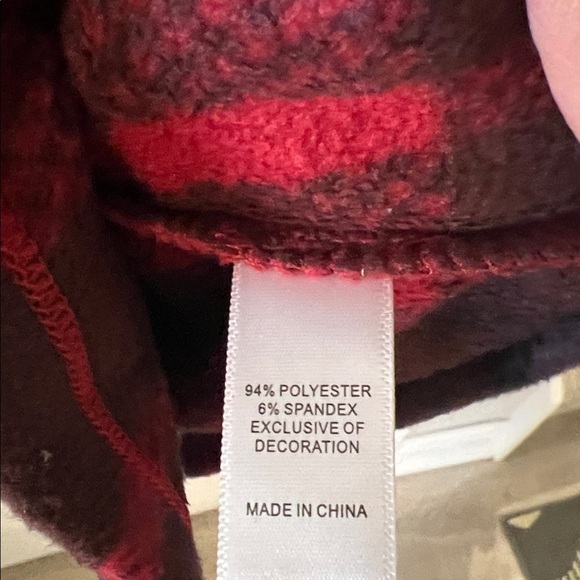 94% POLYESTER
6% SPANDEX
EXCLUSIVE OF
DECORATION
MADE IN CHINA